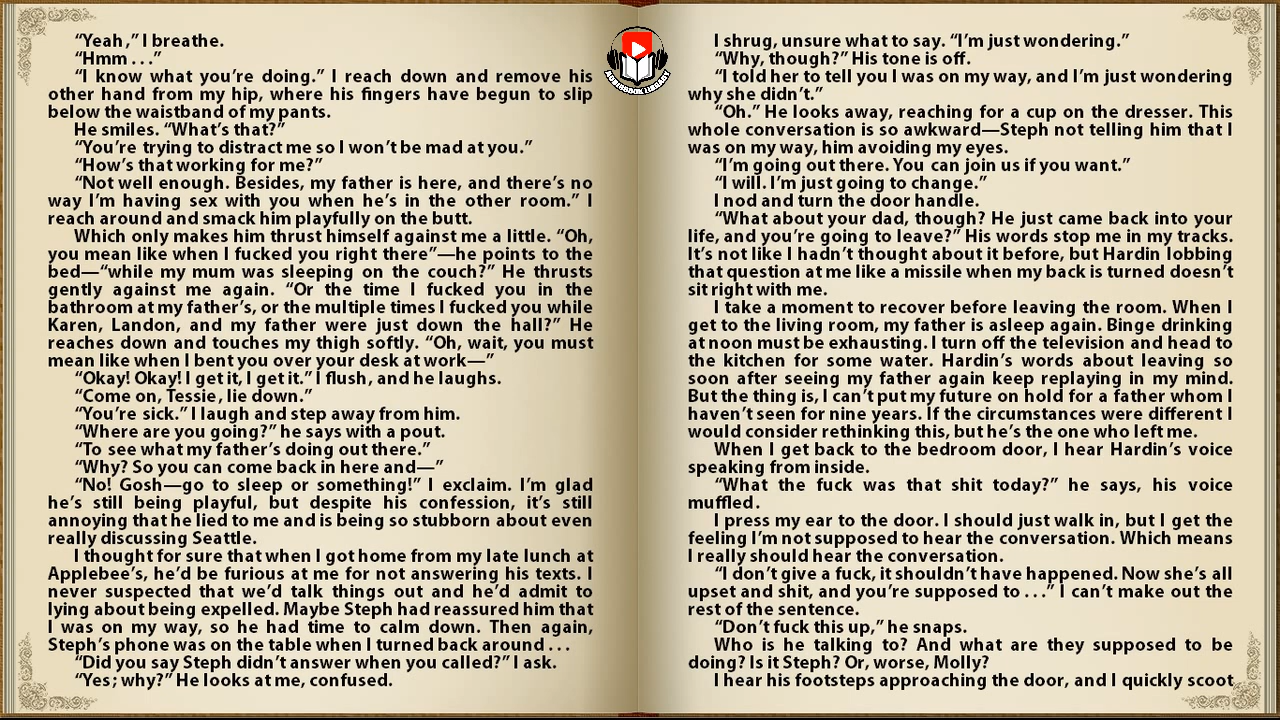 “Yeah,” I breathe.
“Hmm . . .”
“I know what you’re doing.” I reach down and remove his
other hand from my hip, where his fingers have begun to slip
below the waistband of my pants.
He smiles. “What’s that?”
“You’re trying to distract me so I won’t be mad at you.”
“How’s that working for me?”
“Not well enough. Besides, my father is here, and there’s no
way I’m having sex with you when he’s in the other room.” I
reach around and smack him playfully on the butt.
Which only makes him thrust himself against me a little. “Oh,
you mean like when I fucked you right there”—he points to the
bed—“while my mum was sleeping on the couch?” He thrusts
gently against me again. “Or the time I fucked you in the
bathroom at my father’s, or the multiple times I fucked you while
Karen, Landon, and my father were just down the hall?” He
reaches down and touches my thigh softly. “Oh, wait, you must
mean like when I bent you over your desk at work—”
“Okay! Okay! I get it, I get it.” I flush, and he laughs.
“Come on, Tessie, lie down.”
“You’re sick.” I laugh and step away from him.
“Where are you going?” he says with a pout.
“To see what my father’s doing out there.”
“Why? So you can come back in here and—”
“No! Gosh—go to sleep or something!” I exclaim. I’m glad
he’s still being playful, but despite his confession, it’s still
annoying that he lied to me and is being so stubborn about even
really discussing Seattle.
I thought for sure that when I got home from my late lunch at
Applebee’s, he’d be furious at me for not answering his texts. I
never suspected that we’d talk things out and he’d admit to
lying about being expelled. Maybe Steph had reassured him that
I was on my way, so he had time to calm down. Then again,
Steph’s phone was on the table when I turned back around . . .
“Did you say Steph didn’t answer when you called?” I ask.
“Yes; why?” He looks at me, confused.
I shrug, unsure what to say. “I’m just wondering.”
“Why, though?” His tone is off.
“I told her to tell you I was on my way, and I’m just wondering
why she didn’t.”
“Oh.” He looks away, reaching for a cup on the dresser. This
whole conversation is so awkward—Steph not telling him that I
was on my way, him avoiding my eyes.
“I’m going out there. You can join us if you want.”
“I will. I’m just going to change.”
I nod and turn the door handle.
“What about your dad, though? He just came back into your
life, and you’re going to leave?” His words stop me in my tracks.
It’s not like I hadn’t thought about it before, but Hardin lobbing
that question at me like a missile when my back is turned doesn’t
sit right with me.
I take a moment to recover before leaving the room. When I
get to the living room, my father is asleep again. Binge drinking
at noon must be exhausting. I turn off the television and head to
the kitchen for some water. Hardin’s words about leaving so
soon after seeing my father again keep replaying in my mind.
But the thing is, I can’t put my future on hold for a father whom I
haven’t seen for nine years. If the circumstances were different I
would consider rethinking this, but he’s the one who left me.
When I get back to the bedroom door, I hear Hardin’s voice
speaking from inside.
“What the fuck was that shit today?” he says, his voice
muffled.
I press my ear to the door. I should just walk in, but I get the
feeling I’m not supposed to hear the conversation. Which means
I really should hear the conversation.
“I don’t give a fuck, it shouldn’t have happened. Now she’s all
upset and shit, and you’re supposed to . . .” I can’t make out the
rest of the sentence.
“Don’t fuck this up,” he snaps.
Who is he talking to? And what are they supposed to be
doing? Is it Steph? Or, worse, Molly?
I hear his footsteps approaching the door, and I quickly scoot